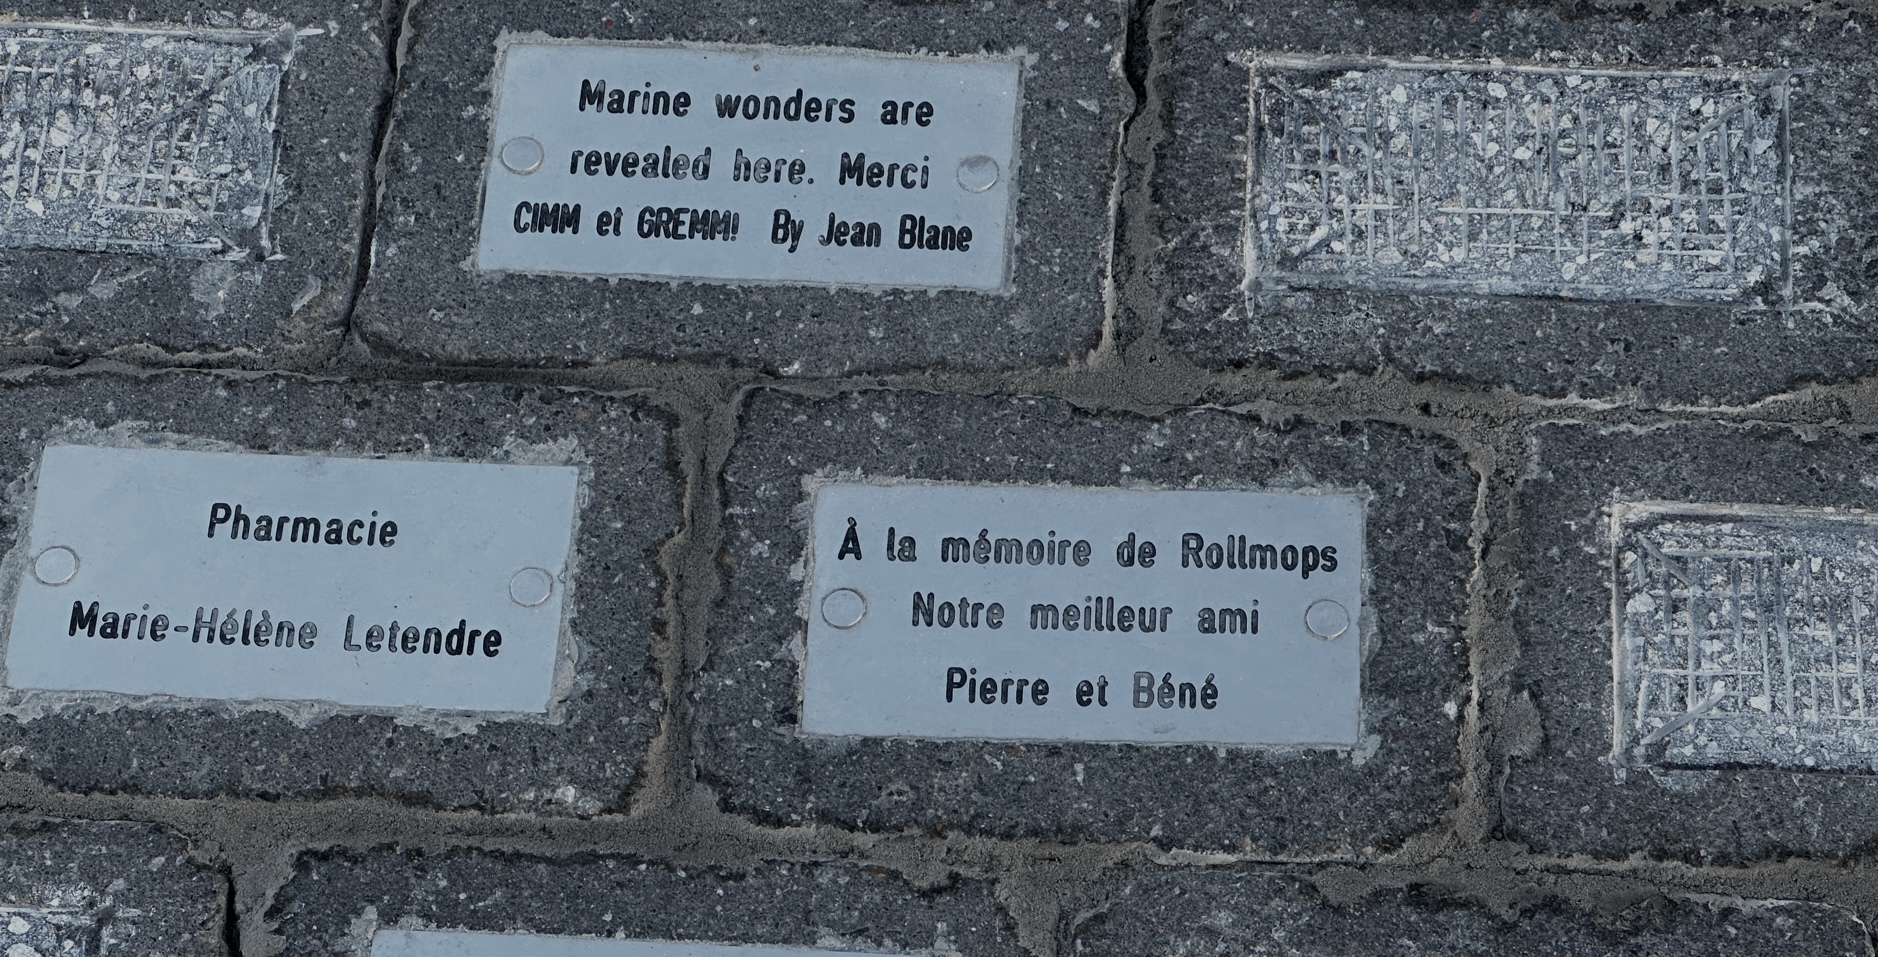 Marine wonders are
revealed here. Merci
CIMM et GREMM! By Jean Blane
Pharmacie
Marie-Hélène Letendre
À la mémoire de Rollmops
Notre meilleur ami
Pierre et Béné